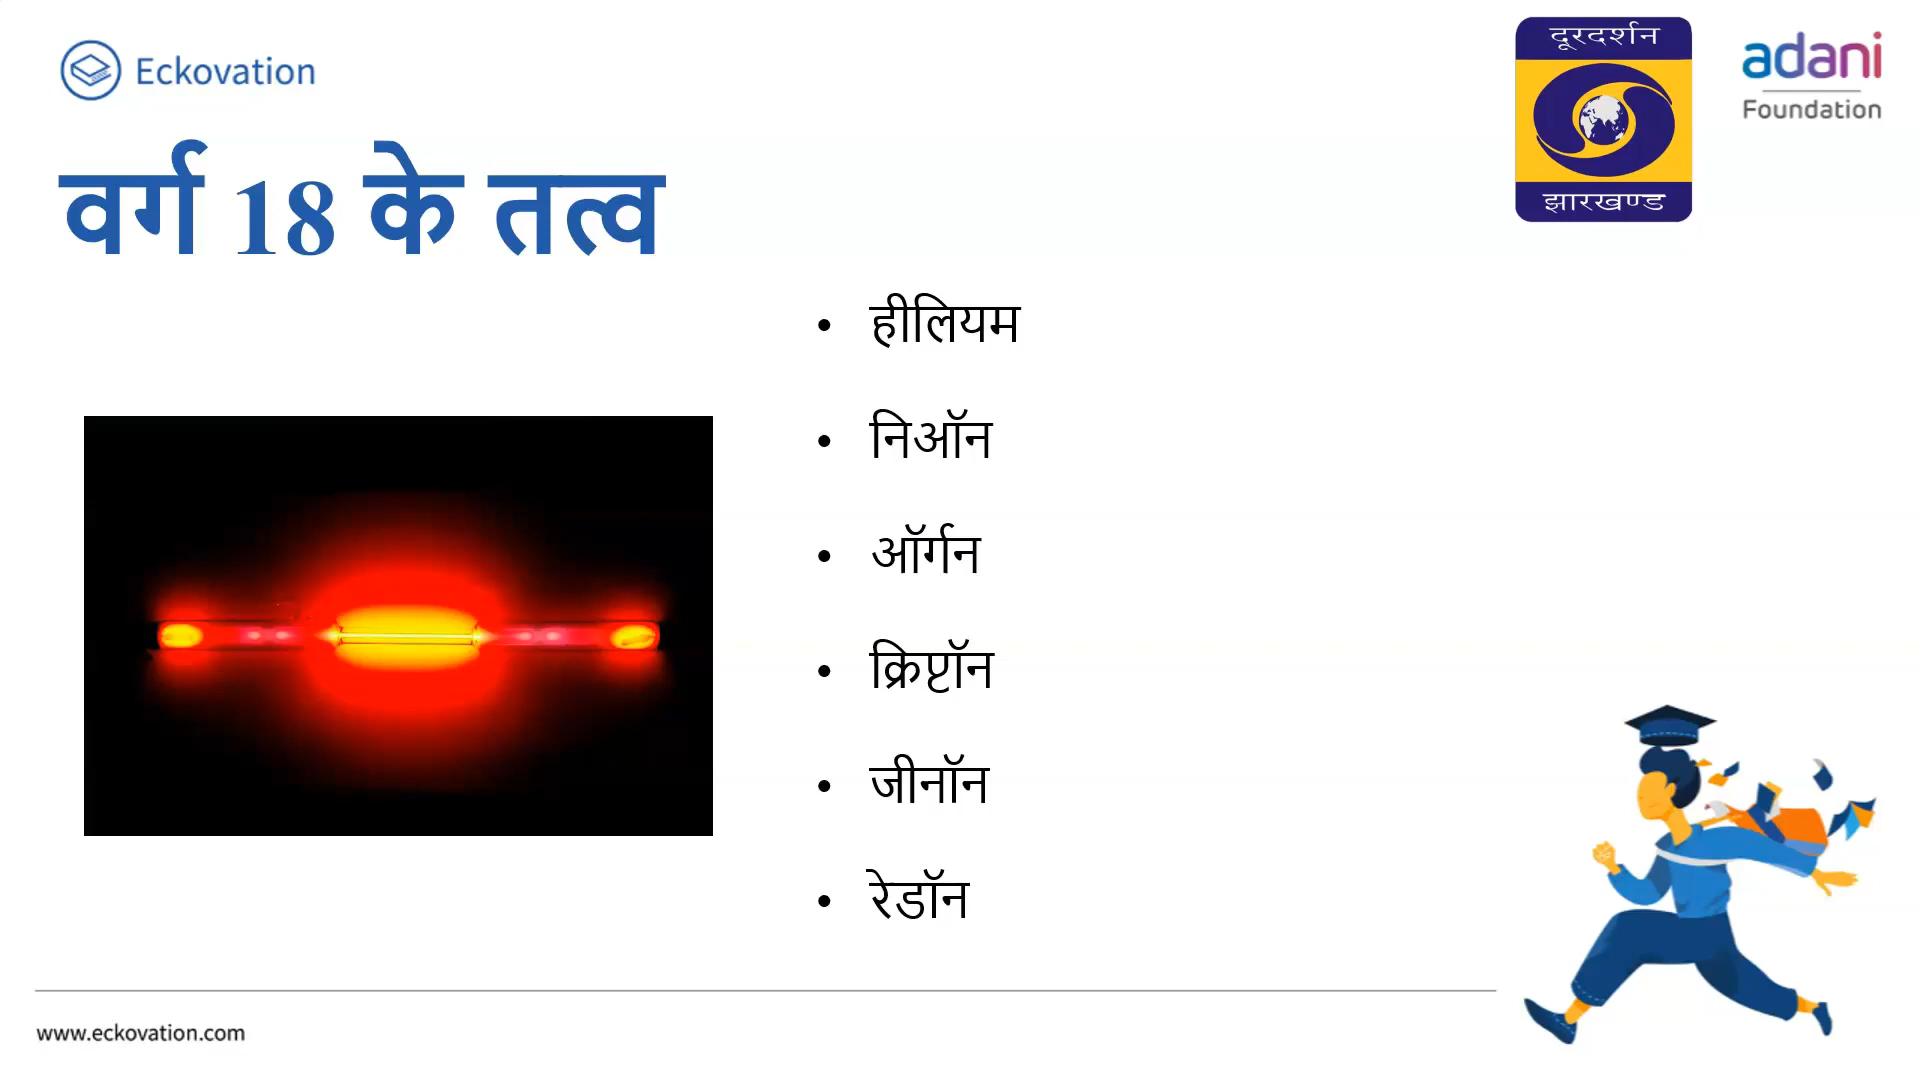 Eckovation
दूरदर्शन
झारखण्ड
adani
Foundation
वर्ग 18 के तत्व
• हीलियम
• निऑन
• ऑर्गन
• क्रिप्टॉन
• जीनॉन
• रेडॉन
www.eckovation.com